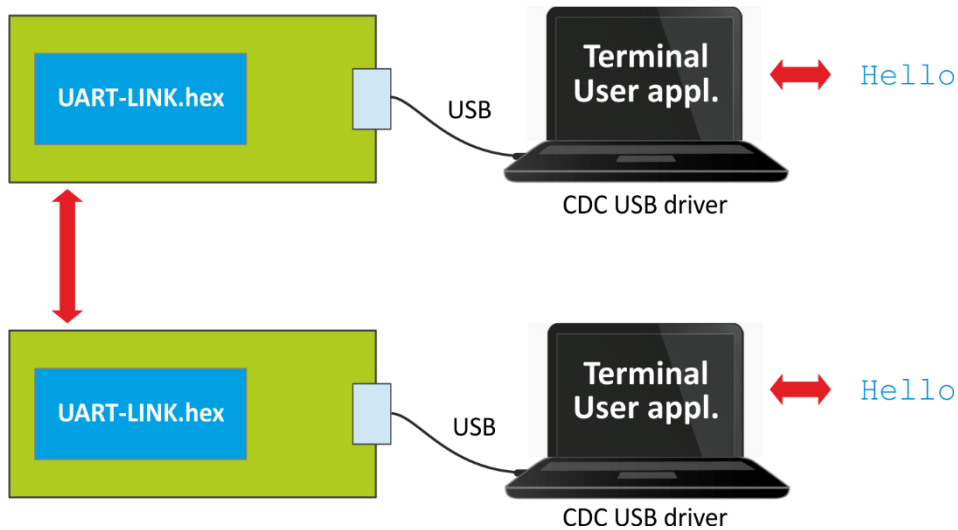 UART-LINK.hex
USB
Terminal
User appl.
Hello
CDC USB driver
UART-LINK.hex
USB
Terminal
User appl.
Hello
CDC USB driver